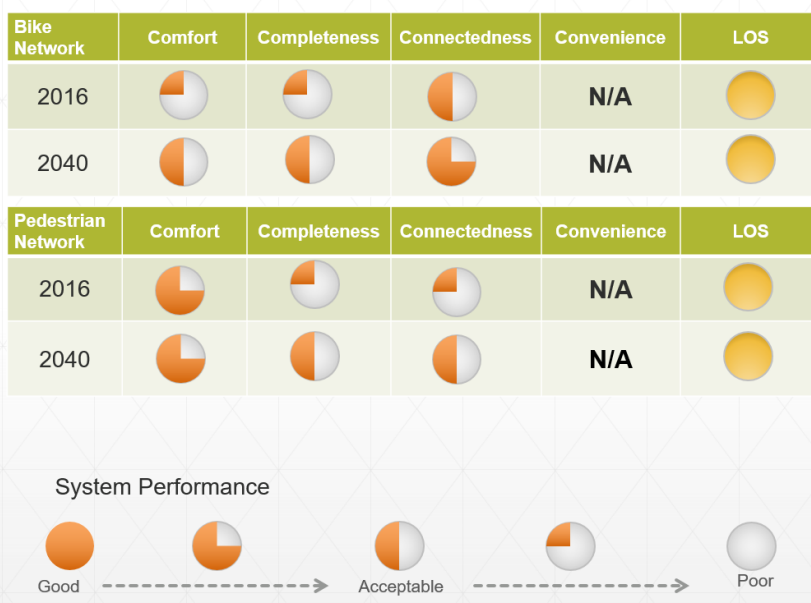 Bike Network Comfort Completeness Connectedness Convenience LOS
2016 N/A
2040 N/A
Pedestrian Network Comfort Completeness Connectedness Convenience LOS
2016 N/A
2040 N/A
System Performance
Good Acceptable Poor